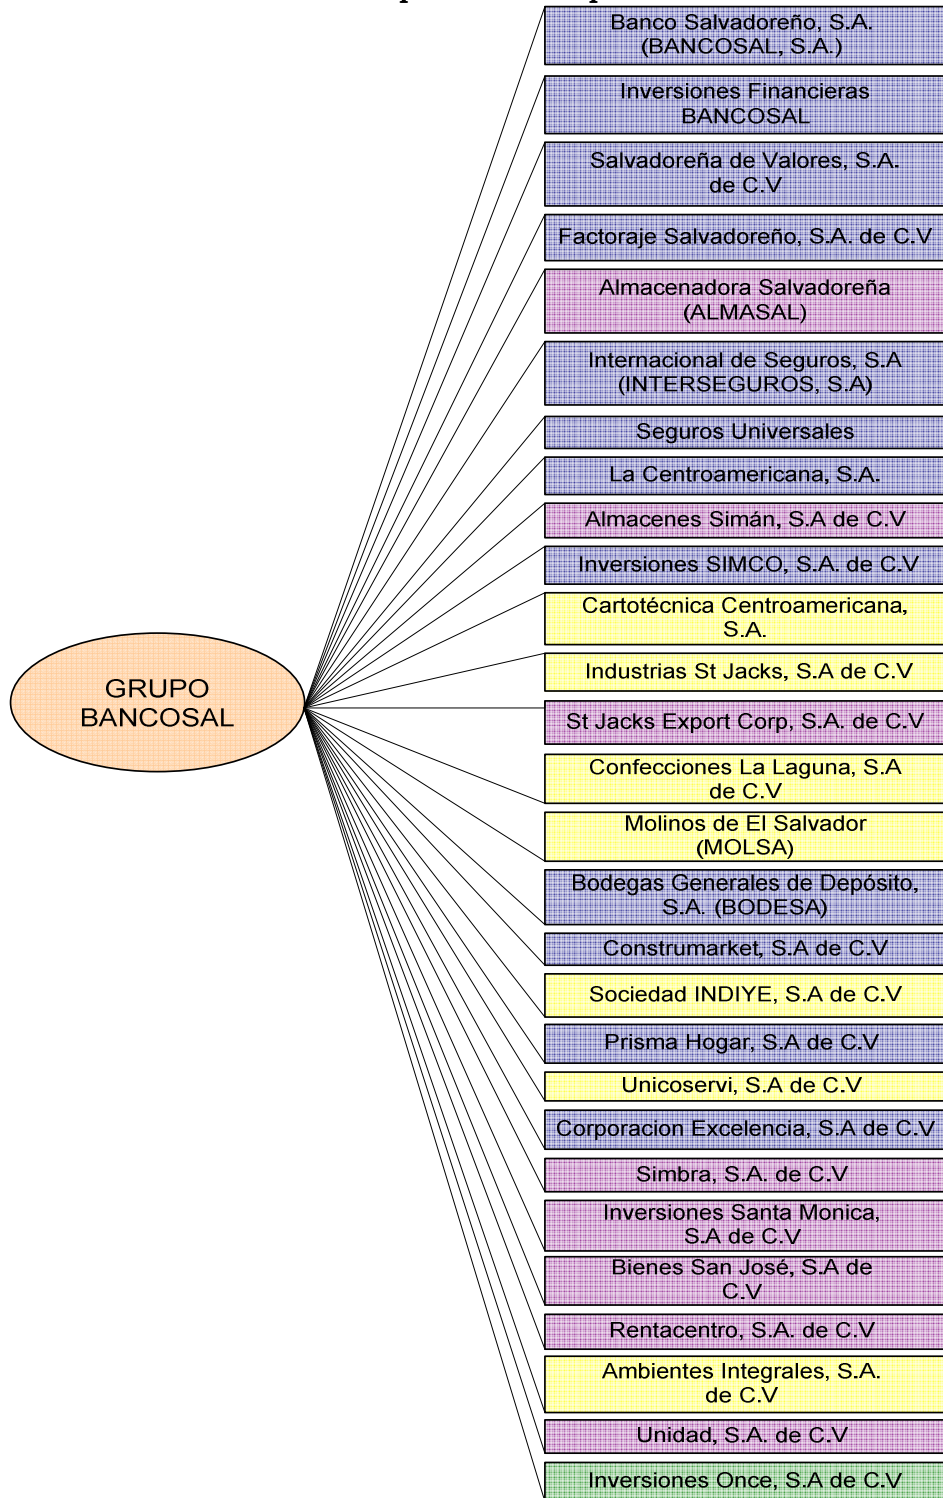 Banco Salvadoreño, S.A.
(BANCOSAL, S.A.)
Inversiones Financieras
BANCOSAL
Salvadoreña de Valores, S.A.
de C.V
Factoraje Salvadoreño, S.A. de C.V
Almacenadora Salvadoreña
(ALMASAL)
Internacional de Seguros, S.A
(INTERSEGUROS, S.A)
Seguros Universales
La Centroamericana, S.A.
Almacenes Simán, S.A de C.V
Inversiones SIMCO, S.A. de C.V
Cartotécnica Centroamericana,
S.A.
Industrias St Jacks, S.A de C.V
GRUPO
BANCOSAL
St Jacks Export Corp, S.A. de C.V
Confecciones La Laguna, S.A
de C.V
Molinos de El Salvador
(MOLSA)
Bodegas Generales de Depósito,
S.A. (BODESA)
Construmarket, S.A de C.V
Sociedad INDIYE, S.A de C.V
Prisma Hogar, S.A de C.V
Unicoservi, S.A de C.V
Corporacion Excelencia, S.A de C.V
Simbra, S.A. de C.V
Inversiones Santa Monica,
S.A de C.V
Bienes San José, S.A de
C.V
Rentacentro, S.A. de C.V
Ambientes Integrales, S.A.
de C.V
Unidad, S.A. de C.V
Inversiones Once, S.A de C.V